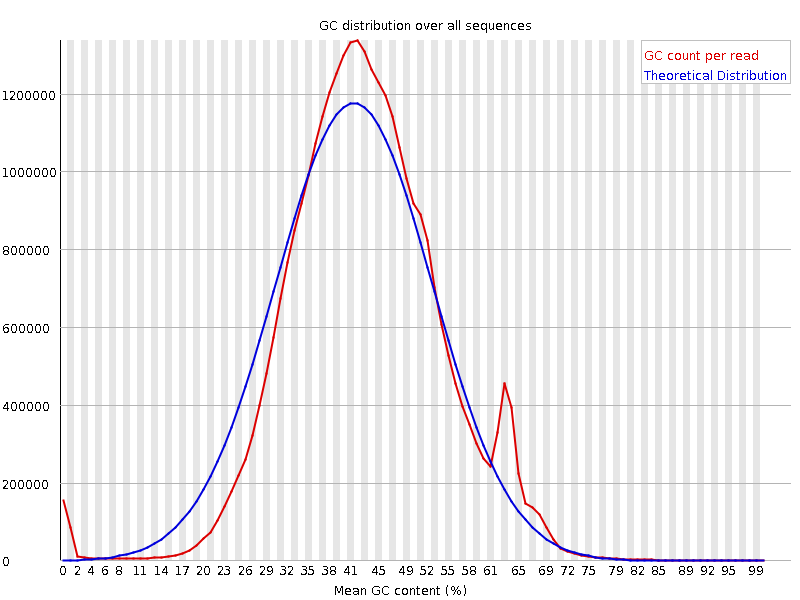 GC distribution over all sequences
GC count per read
Theoretical Distribution
1200000
1000000
800000
600000
400000
200000
0
0 2 4 6 8 11 14 17 20 23 26 29 32 35 38 41 45 49 52 55 58 61 65 69 72 75 79 82 85 89 92 95 99
Mean GC content (%)